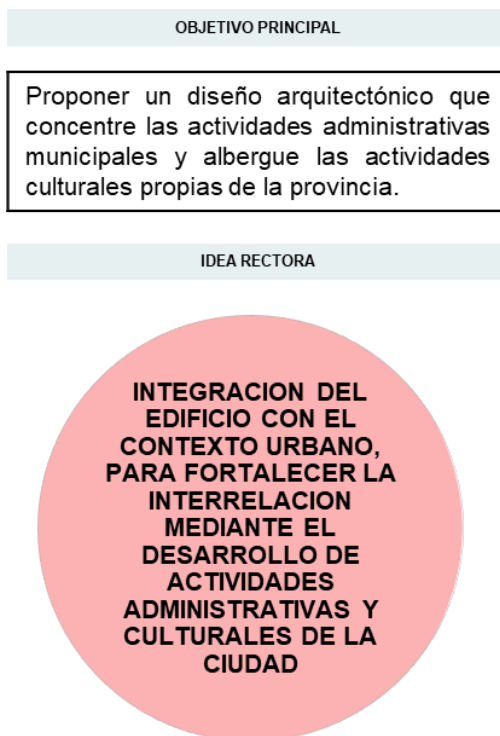 OBJETIVO PRINCIPAL
Proponer un diseño arquitectónico que
concentre las actividades administrativas
municipales y albergue las actividades
culturales propias de la provincia.
IDEA RECTORA
INTEGRACION DEL
EDIFICIO CON EL
CONTEXTO URBANO,
PARA FORTALECER LA
INTERRELACION
MEDIANTE EL
DESARROLLO DE
ACTIVIDADES
ADMINISTRATIVAS Y
CULTURALES DE LA
CIUDAD